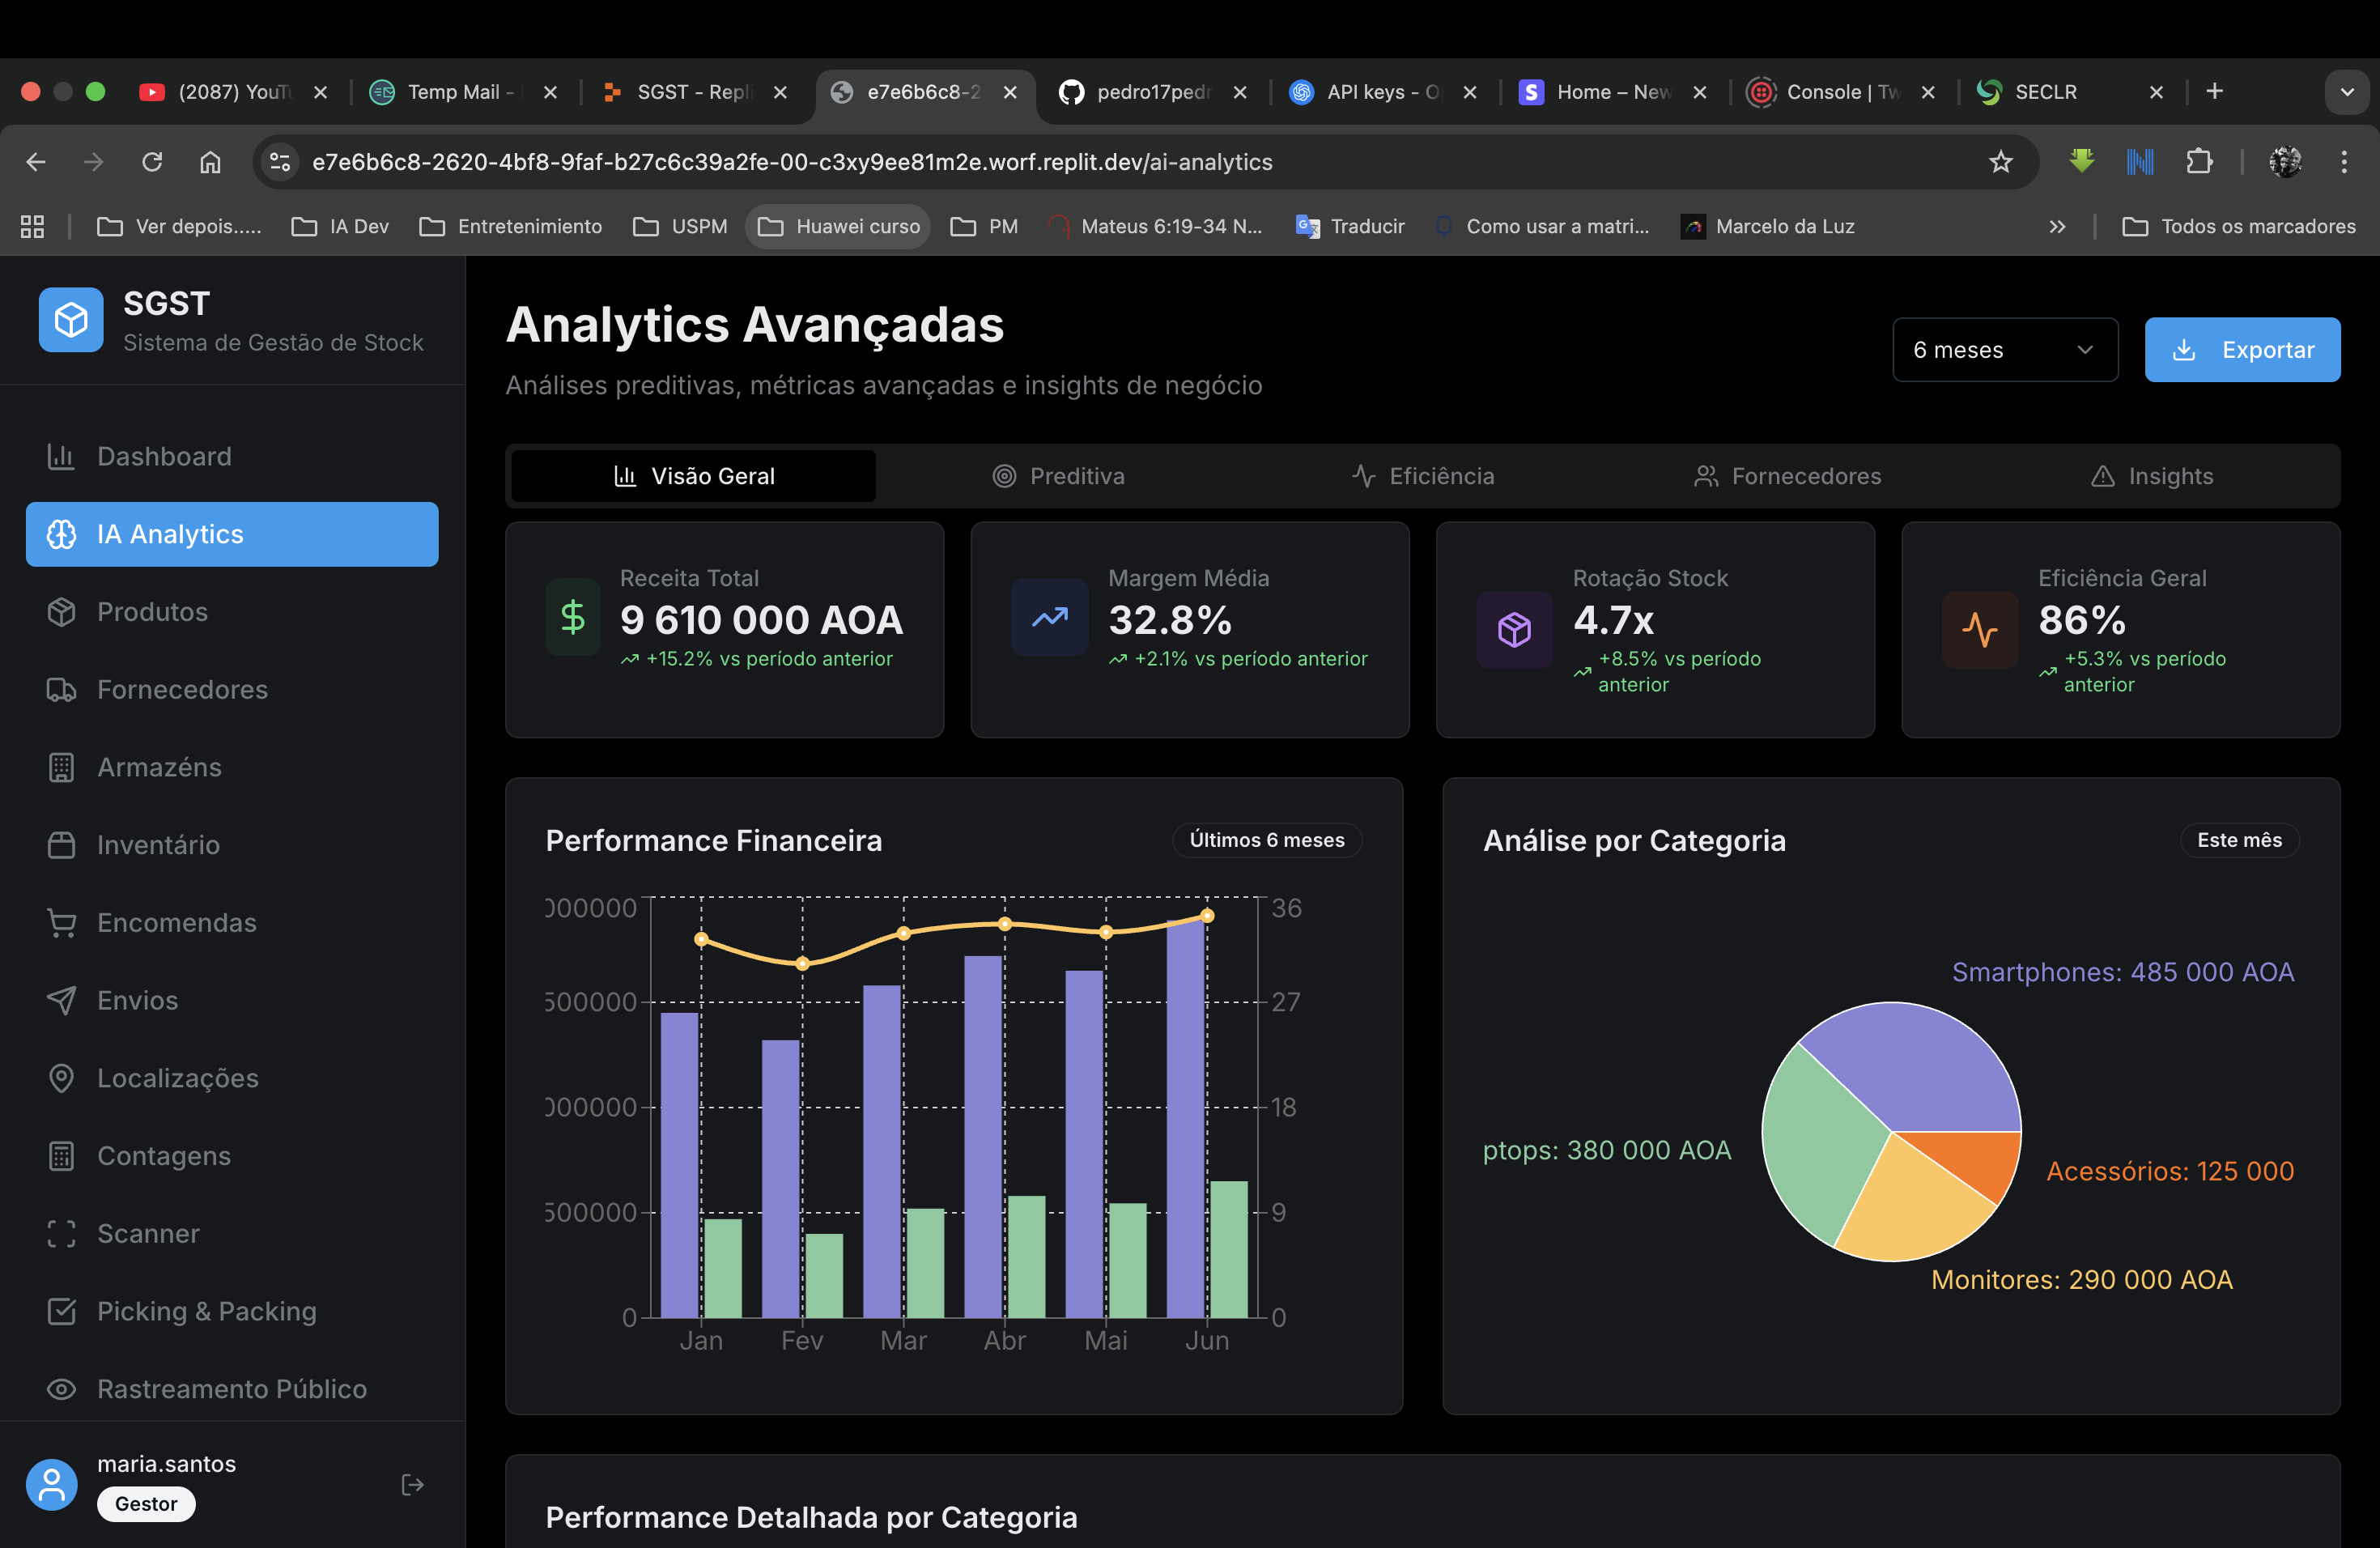 (2087) YouTu
Temp Mail -
SGST - Repli
e7e6b6c8-2
pedro17pedr
API keys - O
Home – New
Console | Tw
SECLR
e7e6b6c8-2620-4bf8-9faf-b27c6c39a2fe-00-c3xy9ee81m2e.worf.replit.dev/ai-analytics
Ver depois.....
IA Dev
Entretenimiento
USPM
Huawei curso
PM
Mateus 6:19-34 N...
Traducir
Como usar a matri...
Marcelo da Luz
Todos os marcadores
SGST
Sistema de Gestão de Stock
Dashboard
IA Analytics
Produtos
Fornecedores
Armazéns
Inventário
Encomendas
Envios
Localizações
Contagens
Scanner
Picking & Packing
Rastreamento Público
maria.santos
Gestor
Analytics Avançadas
Análises preditivas, métricas avançadas e insights de negócio
6 meses
Exportar
Visão Geral
Preditiva
Eficiência
Fornecedores
Insights
Receita Total
9 610 000 AOA
+15.2% vs período anterior
Margem Média
32.8%
+2.1% vs período anterior
Rotação Stock
4.7x
+8.5% vs período
anterior
Eficiência Geral
86%
+5.3% vs período
anterior
Performance Financeira
Últimos 6 meses
000000
36
500000
27
000000
18
500000
9
0
0
Jan
Fev
Mar
Abr
Mai
Jun
Análise por Categoria
Este mês
Smartphones: 485 000 AOA
ptops: 380 000 AOA
Acessórios: 125 000
Monitores: 290 000 AOA
Performance Detalhada por Categoria